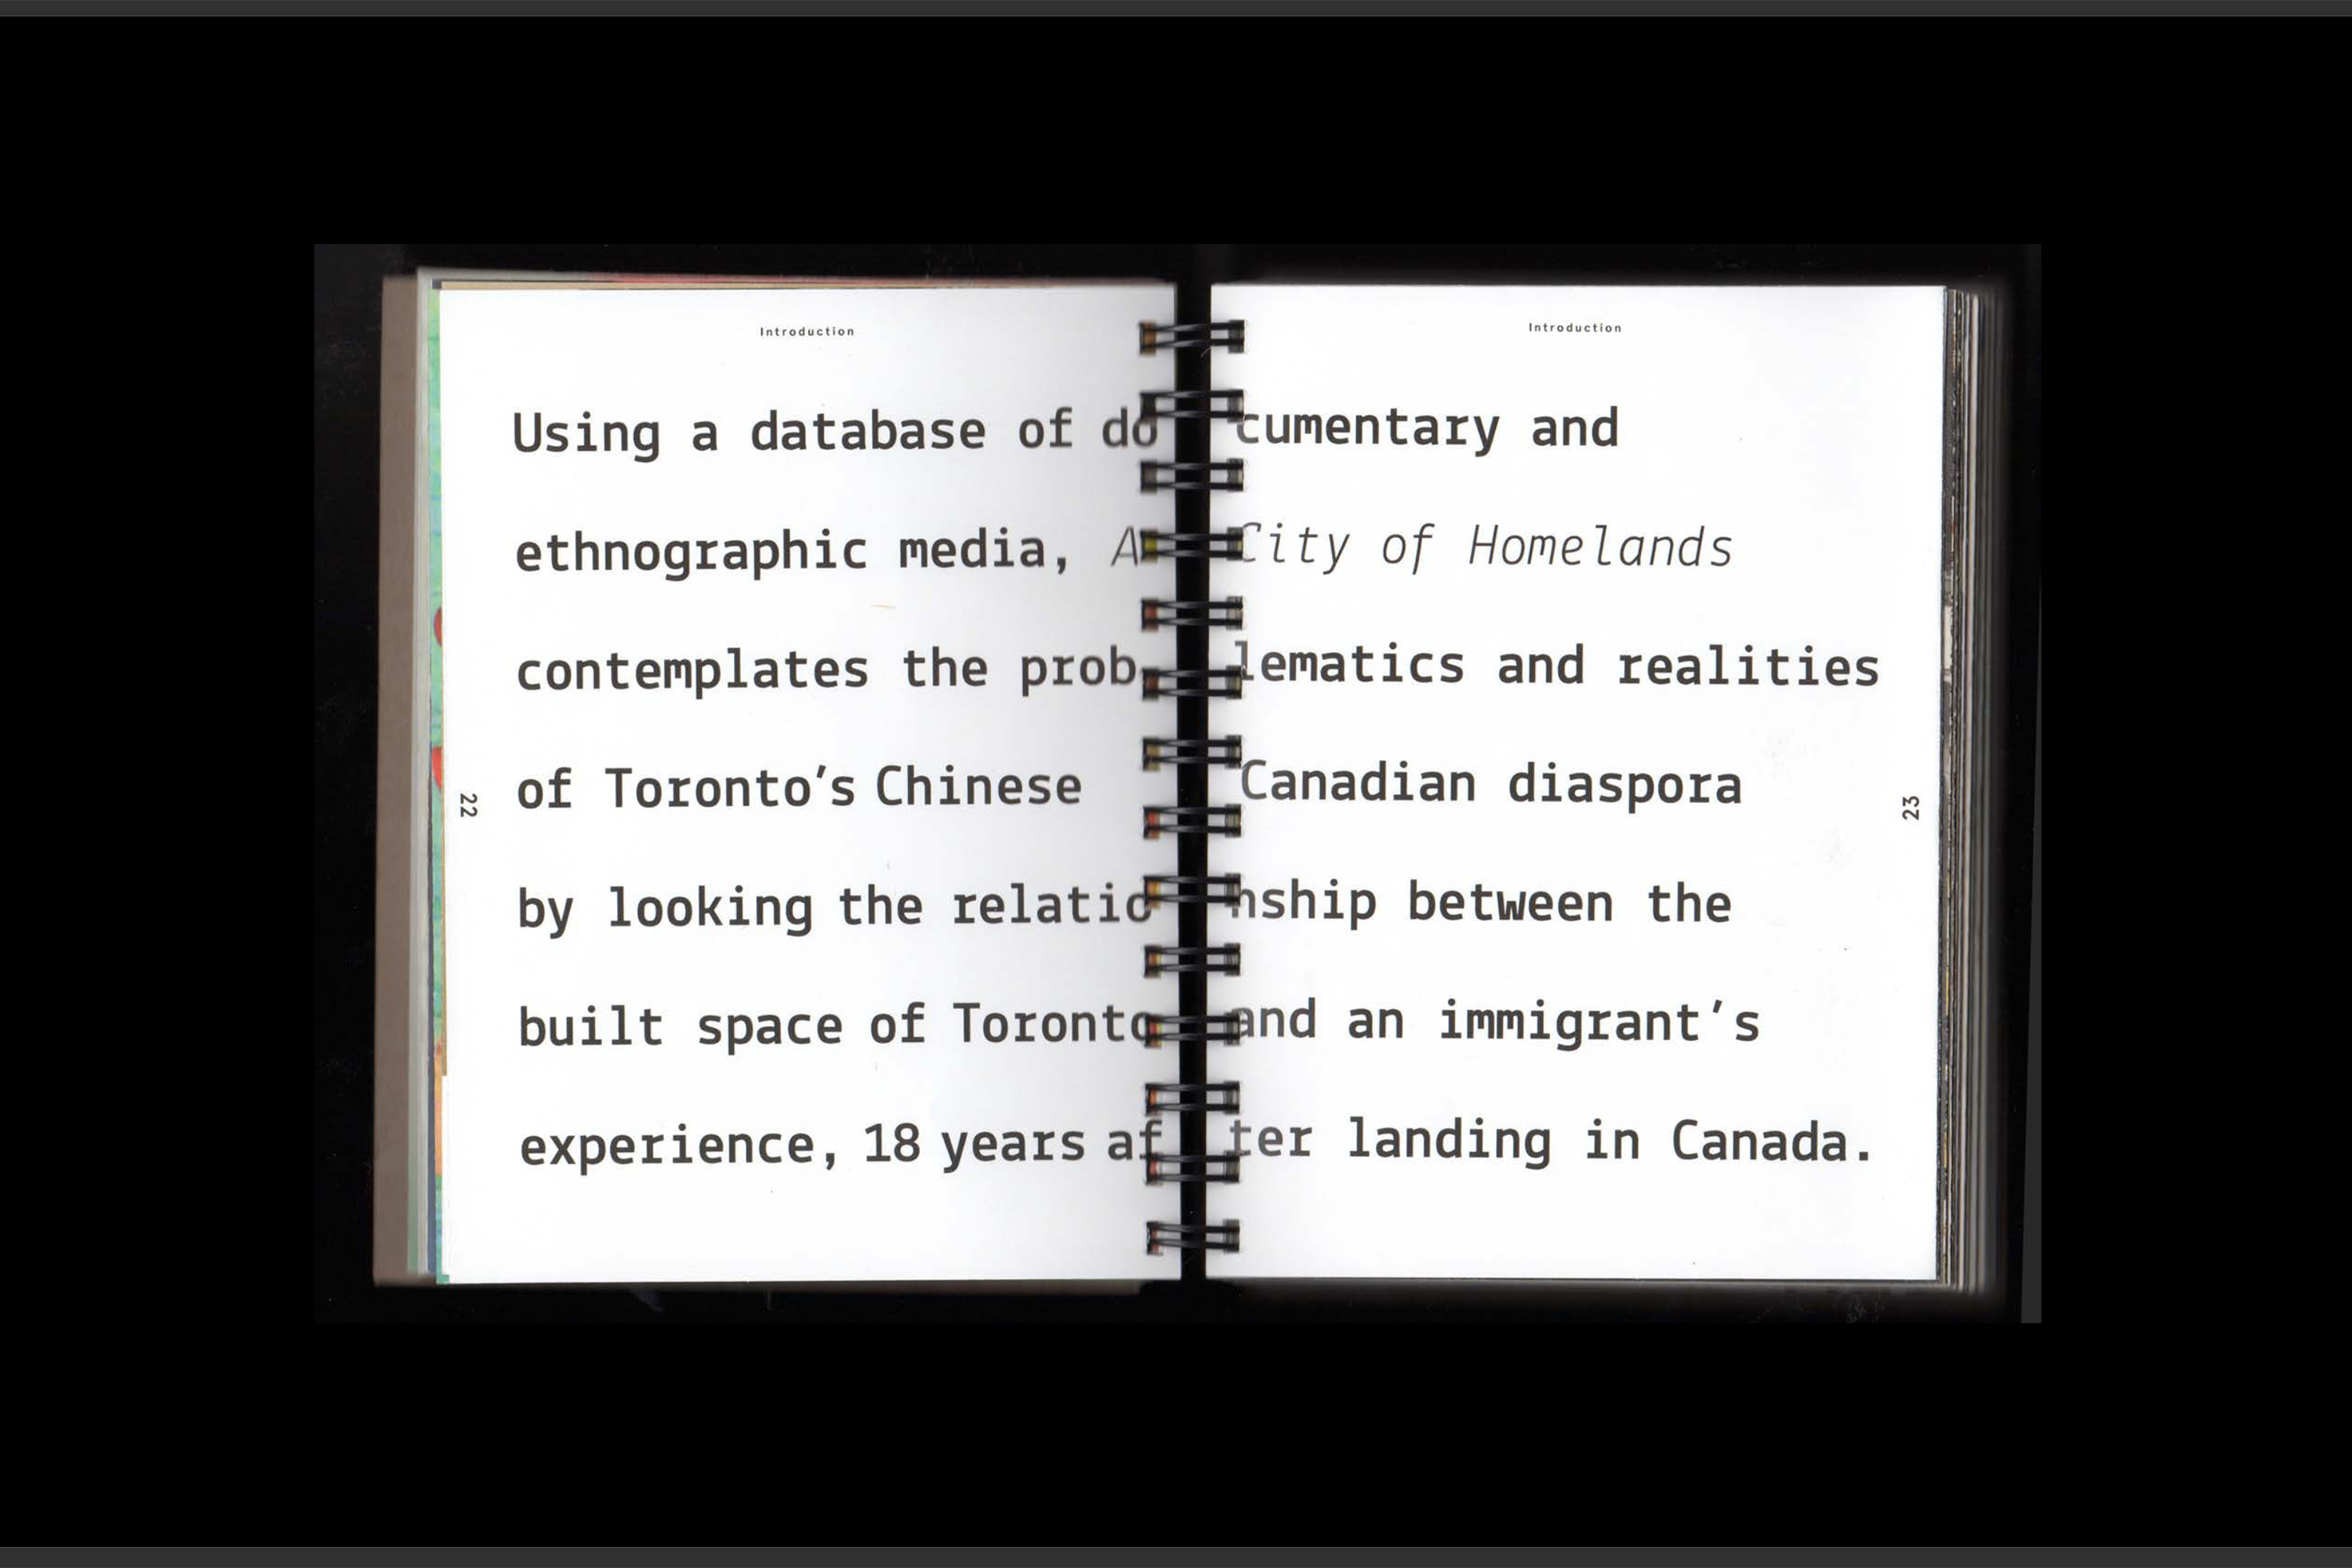 Introduction
Introduction
Using a database of documentary and
ethnographic media, A City of Homelands
contemplates the problematics and realities
of Toronto’s Chinese Canadian diaspora
by looking the relationship between the
built space of Toronto and an immigrant’s
experience, 18 years after landing in Canada.
22
23